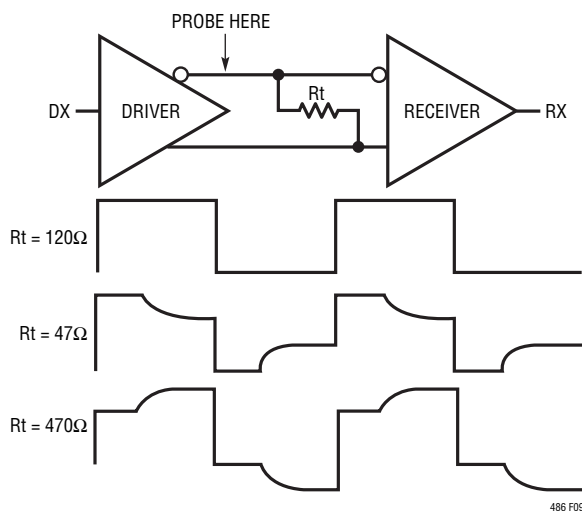 PROBE HERE
Rt
DX
DRIVER
RECEIVER
RX
Rt = 120Ω
Rt = 47Ω
Rt = 470Ω
486 F09